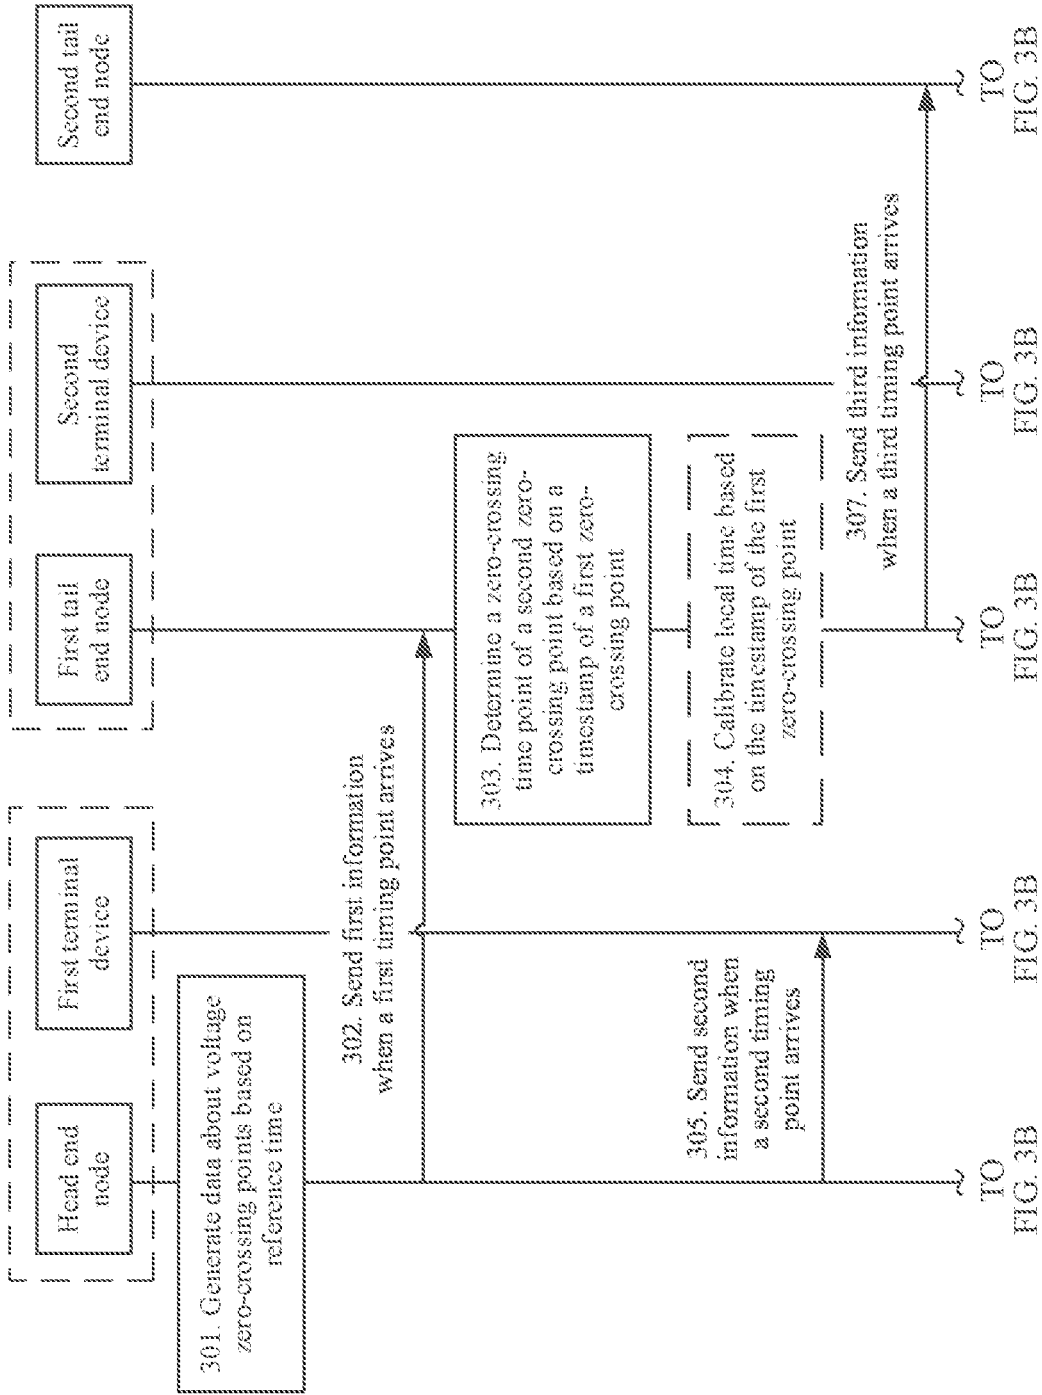 Head end
node
First terminal
device
First tail
end node
Second
terminal device
Second tail
end node
301. Generate data about voltage
zero-crossing points based on
reference time
302. Send first information
when a first timing point arrives
303. Determine a zero-crossing
time point of a second zero-
crossing point based on a
timestamp of a first zero-
crossing point
304. Calibrate local time based
on the timestamp of the first
zero-crossing point
305. Send second
information when
a second timing
point arrives
307. Send third information
when a third timing point arrives
TO
FIG. 3B
TO
FIG. 3B
TO
FIG. 3B
TO
FIG. 3B
TO
FIG. 3B